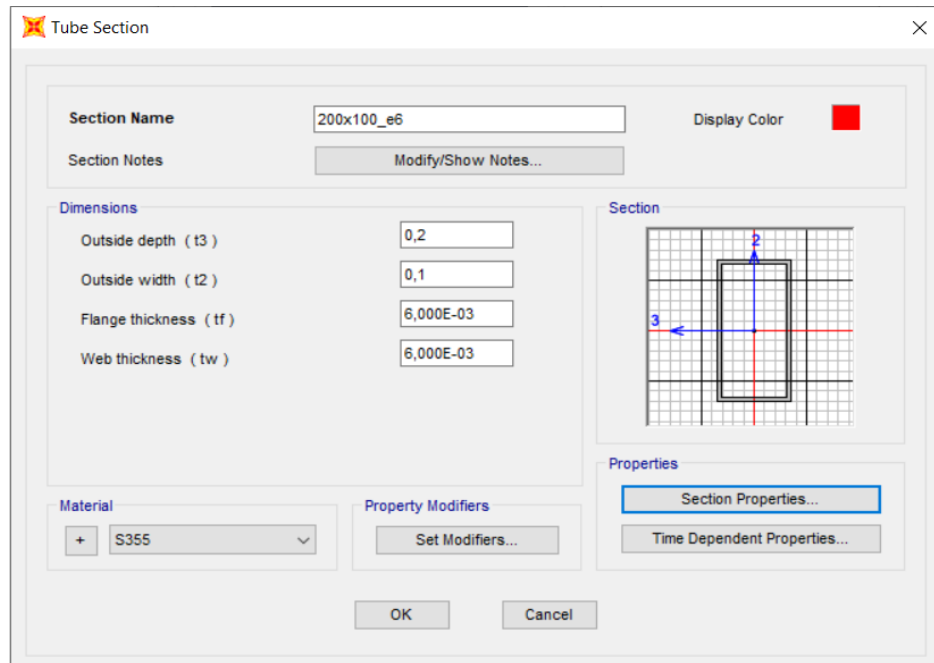 Tube Section
Section Name 200x100_e6 Display Color
Section Notes Modify/Show Notes...
Dimensions
Outside depth ( t3 ) 0,2
Outside width ( t2 ) 0,1
Flange thickness ( tf ) 6,000E-03
Web thickness ( tw ) 6,000E-03
Section
2
3
Properties
Section Properties...
Time Dependent Properties...
Material
+ S355
Property Modifiers
Set Modifiers...
OK Cancel